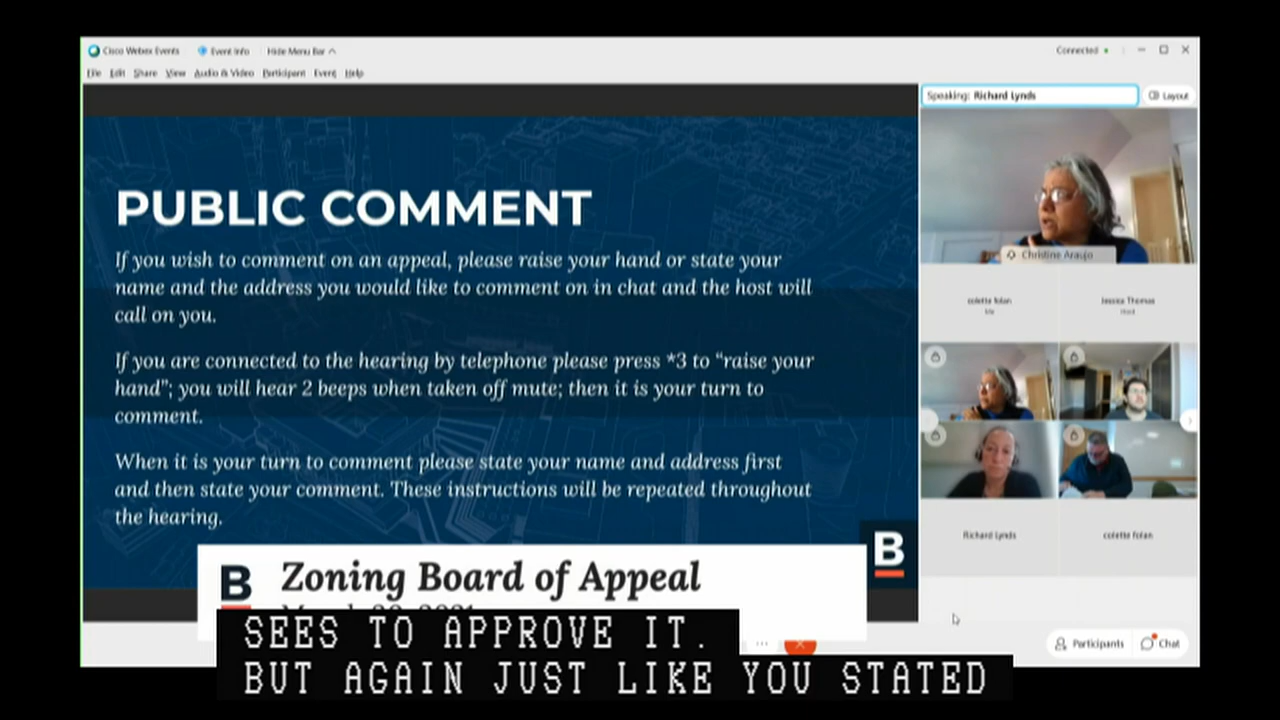 Cisco Webex Events Event Info Hide Menu Bar Connected
File Edit Share View Audio & Video Participant Event Help
Speaking: Richard Lynds Layout
PUBLIC COMMENT
If you wish to comment on an appeal, please raise your hand or state your
name and the address you would like to comment on in chat and the host will
call on you.
If you are connected to the hearing by telephone please press *3 to “raise your
hand”; you will hear 2 beeps when taken off mute; then it is your turn to
comment.
When it is your turn to comment please state your name and address first
and then state your comment. These instructions will be repeated throughout
the hearing.
B
Christine Araujo
colette folan
Me
Jessica Thomas
Host
Richard Lynds
colette folan
B
Zoning Board of Appeal
SEES TO APPROVE IT.
BUT AGAIN JUST LIKE YOU STATED
Participants Chat